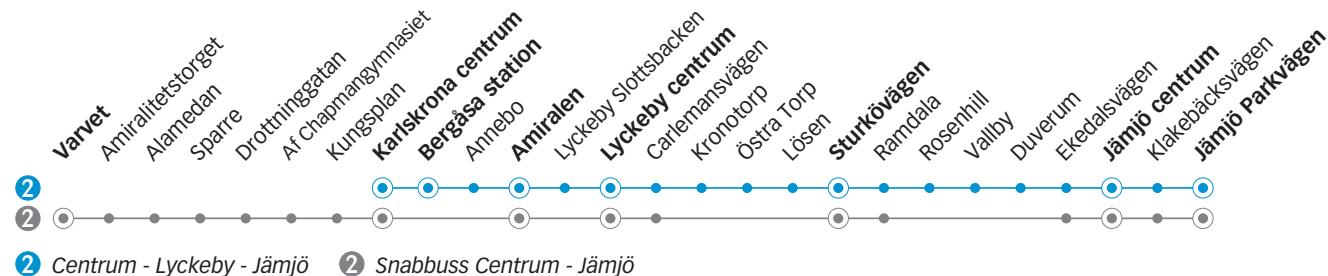 Varvet
Amiralitetstorget
Alamedan
Sparre
Drottninggatan
Af Chapmangymnasiet
Kungsplan
Karlskrona centrum
Bergåsa station
Annebo
Amiralen
Lyckeby Slottsbacken
Lyckeby centrum
Carlemansvägen
Kronotorp
Östra Torp
Lösen
Sturkövägen
Ramdala
Rosenhill
Vallby
Duverum
Ekedalsvägen
Jämjö centrum
Klakebäcksvägen
Jämjö Parkvägen
2
2
2 Centrum - Lyckeby - Jämjö 2 Snabbuss Centrum - Jämjö